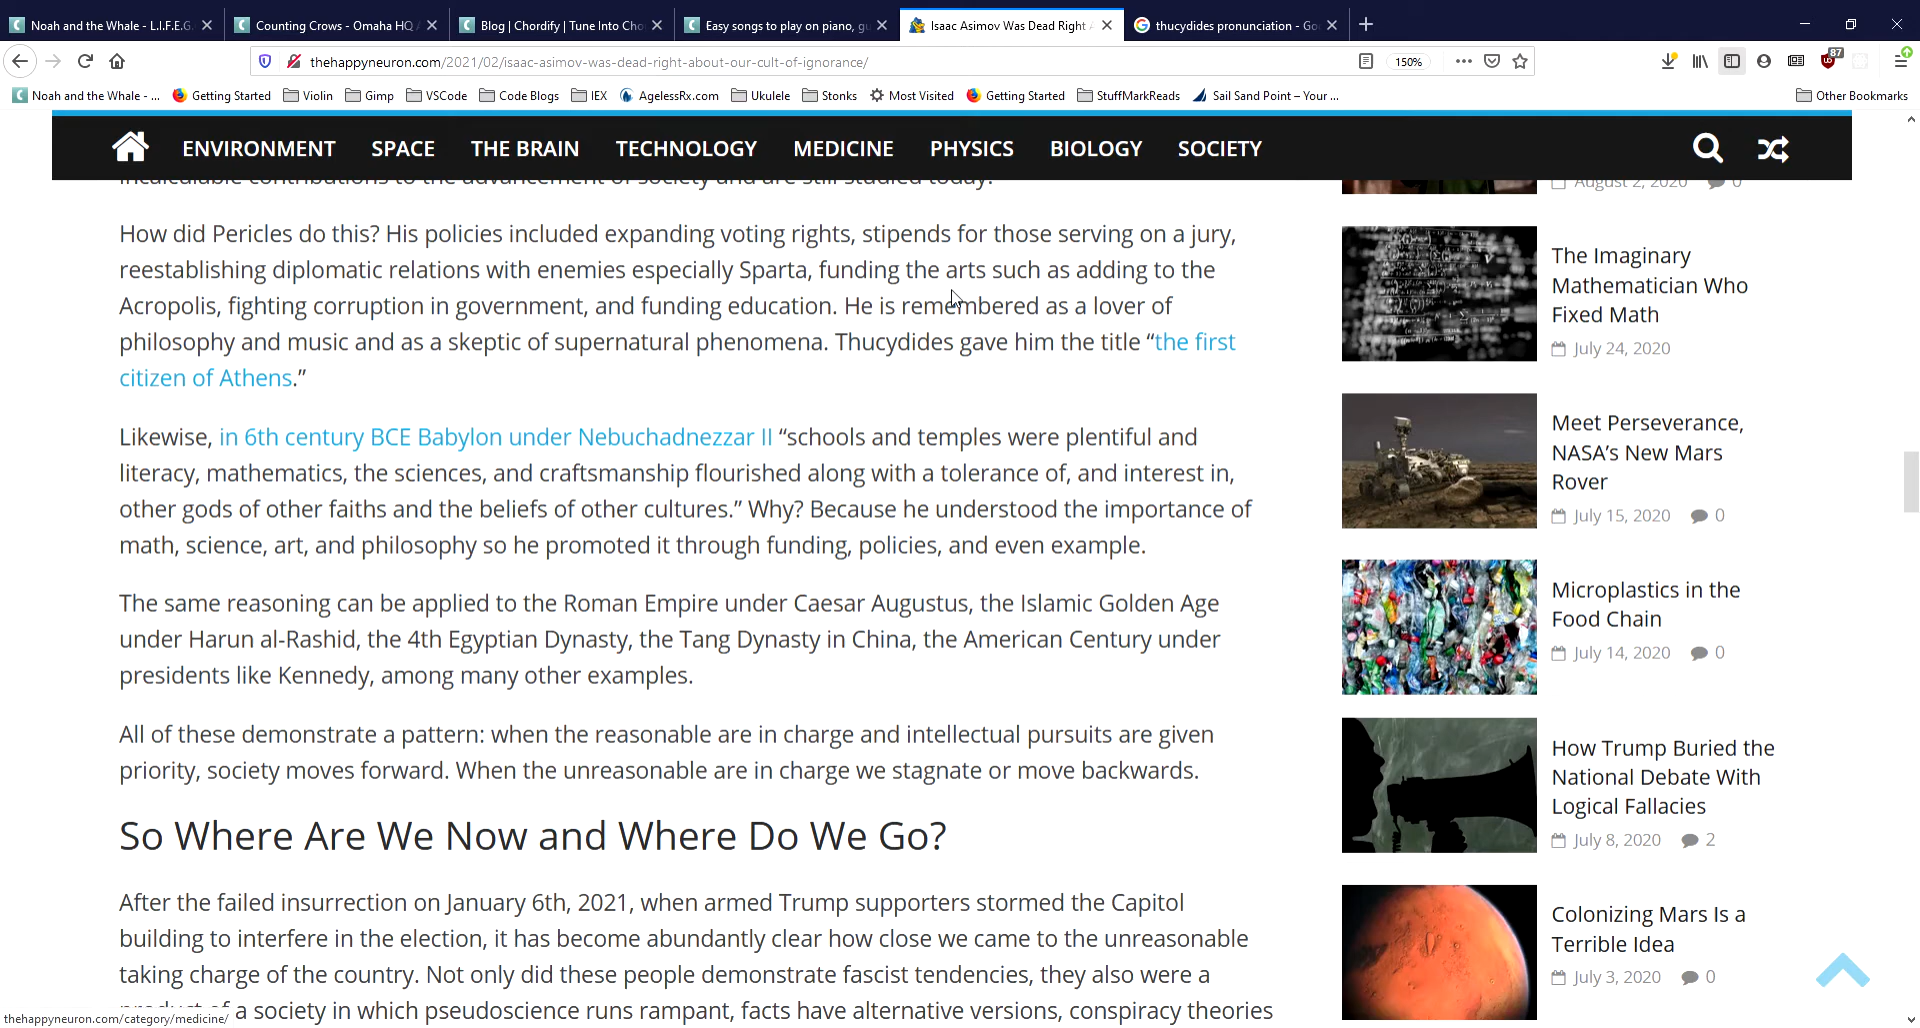 Noah and the Whale - L.I.F.E.G.
Counting Crows - Omaha HQ
Blog | Chordify | Tune Into Cho
Easy songs to play on piano, g
Isaac Asimov Was Dead Right
thucydides pronunciation - Go
thehappyneuron.com/2021/02/isaac-asimov-was-dead-right-about-our-cult-of-ignorance/
150%
87
Noah and the Whale - ...
Getting Started
Violin
Gimp
VSCode
Code Blogs
IEX
AgelessRx.com
Ukulele
Stonks
Most Visited
Getting Started
StuffMarkReads
Sail Sand Point – Your ...
Other Bookmarks
ENVIRONMENT
SPACE
THE BRAIN
TECHNOLOGY
MEDICINE
PHYSICS
BIOLOGY
SOCIETY
incalculable contributions to the advancement of society and are still studied today.
How did Pericles do this? His policies included expanding voting rights, stipends for those serving on a jury,
reestablishing diplomatic relations with enemies especially Sparta, funding the arts such as adding to the
Acropolis, fighting corruption in government, and funding education. He is remembered as a lover of
philosophy and music and as a skeptic of supernatural phenomena. Thucydides gave him the title “the first
citizen of Athens.”
Likewise, in 6th century BCE Babylon under Nebuchadnezzar II “schools and temples were plentiful and
literacy, mathematics, the sciences, and craftsmanship flourished along with a tolerance of, and interest in,
other gods of other faiths and the beliefs of other cultures.” Why? Because he understood the importance of
math, science, art, and philosophy so he promoted it through funding, policies, and even example.
The same reasoning can be applied to the Roman Empire under Caesar Augustus, the Islamic Golden Age
under Harun al-Rashid, the 4th Egyptian Dynasty, the Tang Dynasty in China, the American Century under
presidents like Kennedy, among many other examples.
All of these demonstrate a pattern: when the reasonable are in charge and intellectual pursuits are given
priority, society moves forward. When the unreasonable are in charge we stagnate or move backwards.
So Where Are We Now and Where Do We Go?
After the failed insurrection on January 6th, 2021, when armed Trump supporters stormed the Capitol
building to interfere in the election, it has become abundantly clear how close we came to the unreasonable
taking charge of the country. Not only did these people demonstrate fascist tendencies, they also were a
product of a society in which pseudoscience runs rampant, facts have alternative versions, conspiracy theories
August 2, 2020 0
The Imaginary
Mathematician Who
Fixed Math
July 24, 2020
Meet Perseverance,
NASA’s New Mars
Rover
July 15, 2020 0
Microplastics in the
Food Chain
July 14, 2020 0
How Trump Buried the
National Debate With
Logical Fallacies
July 8, 2020 2
Colonizing Mars Is a
Terrible Idea
July 3, 2020 0
thehappyneuron.com/category/medicine/